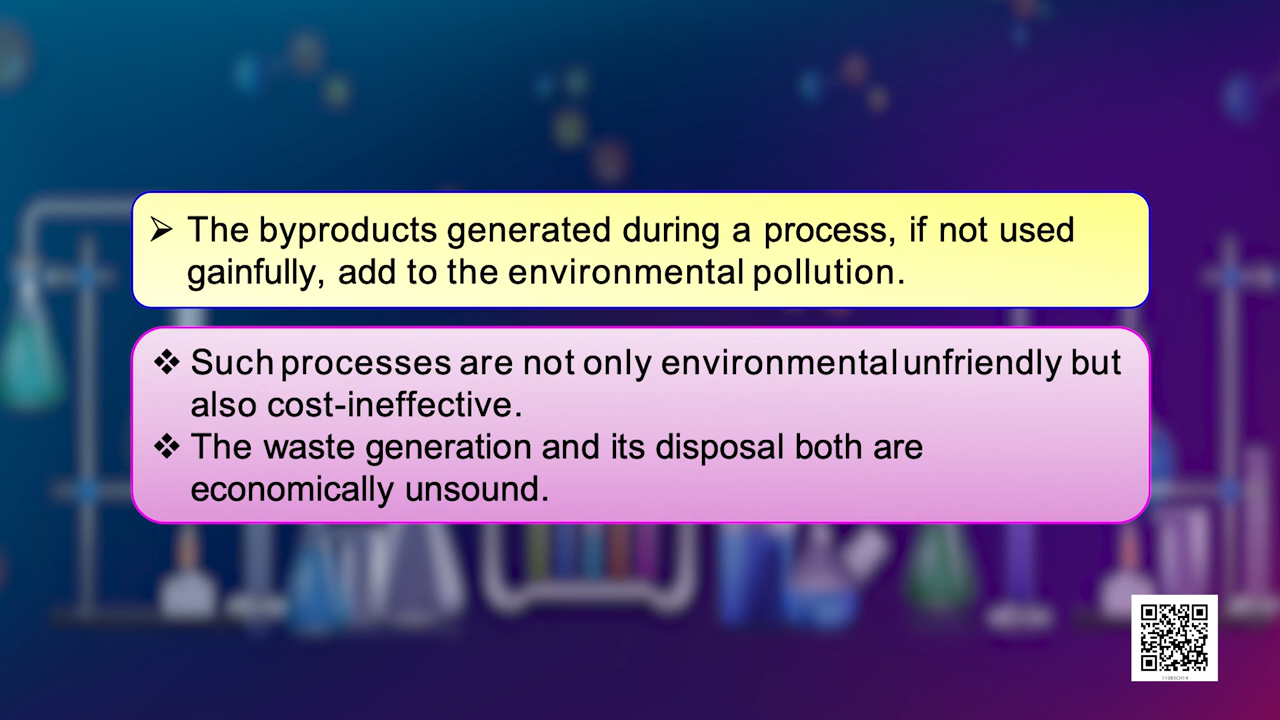 ➢ The byproducts generated during a process, if not used
gainfully, add to the environmental pollution.
❖ Such processes are not only environmental unfriendly but
also cost-ineffective.
❖ The waste generation and its disposal both are
economically unsound.